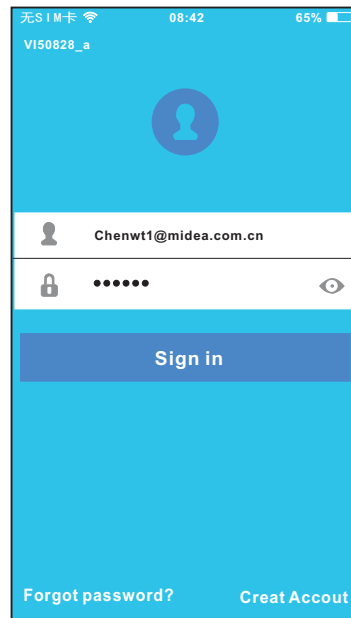 无SIM卡 08:42 65%
VI50828_a
Chenwt1@midea.com.cn
••••••
Sign in
Forgot password? Creat Accout